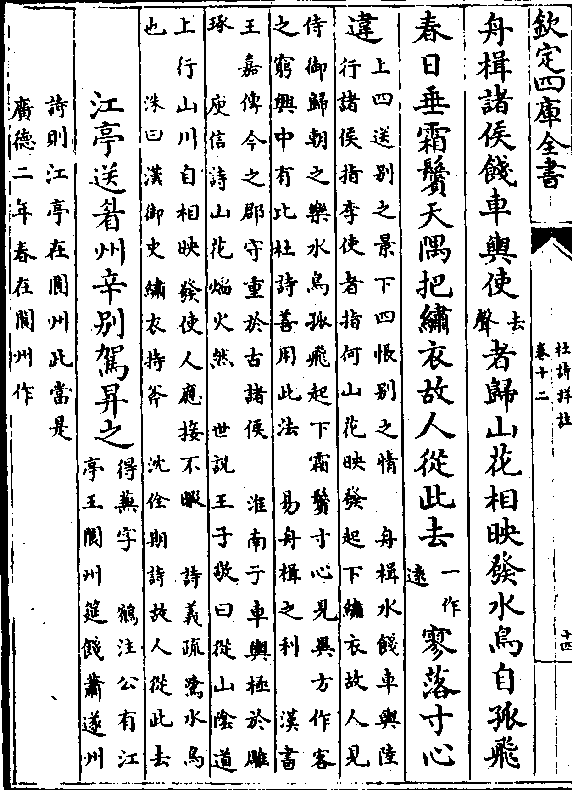 欽定四庫全書
杜詩詳註
卷十二
十四
舟楫諸侯餞車輿使
去
聲
者歸山花相映發水鳥自孤飛
春日垂霜鬢天隅把繡衣故人從此去
一作
遠
寥落寸心
違
上四送别之景下四悵别之情 舟楫水餞車輿陸
行諸侯指李使者指何山花映發起下繡衣故人見
侍御歸朝之樂水鳥孤飛起下霜鬢寸心見異方作客
之窮興中有比杜詩善用此法 易舟楫之利 漢書
王嘉傳今之郡守重於古諸侯 淮南子車輿極於雕
琢 庾信詩山花焰火然 世說王子敬曰從山陰道
上行山川自相映發使人應接不暇 詩義疏鷺水鳥
也 洙曰漢御史繡衣持斧 沈佺期詩故人從此去
江亭送眷州辛别駕昇之
得蕪字 鶴注公有江
亭王閬州筵餞蕭遂州
詩則江亭在閬州此當是
廣德二年春在閬州作